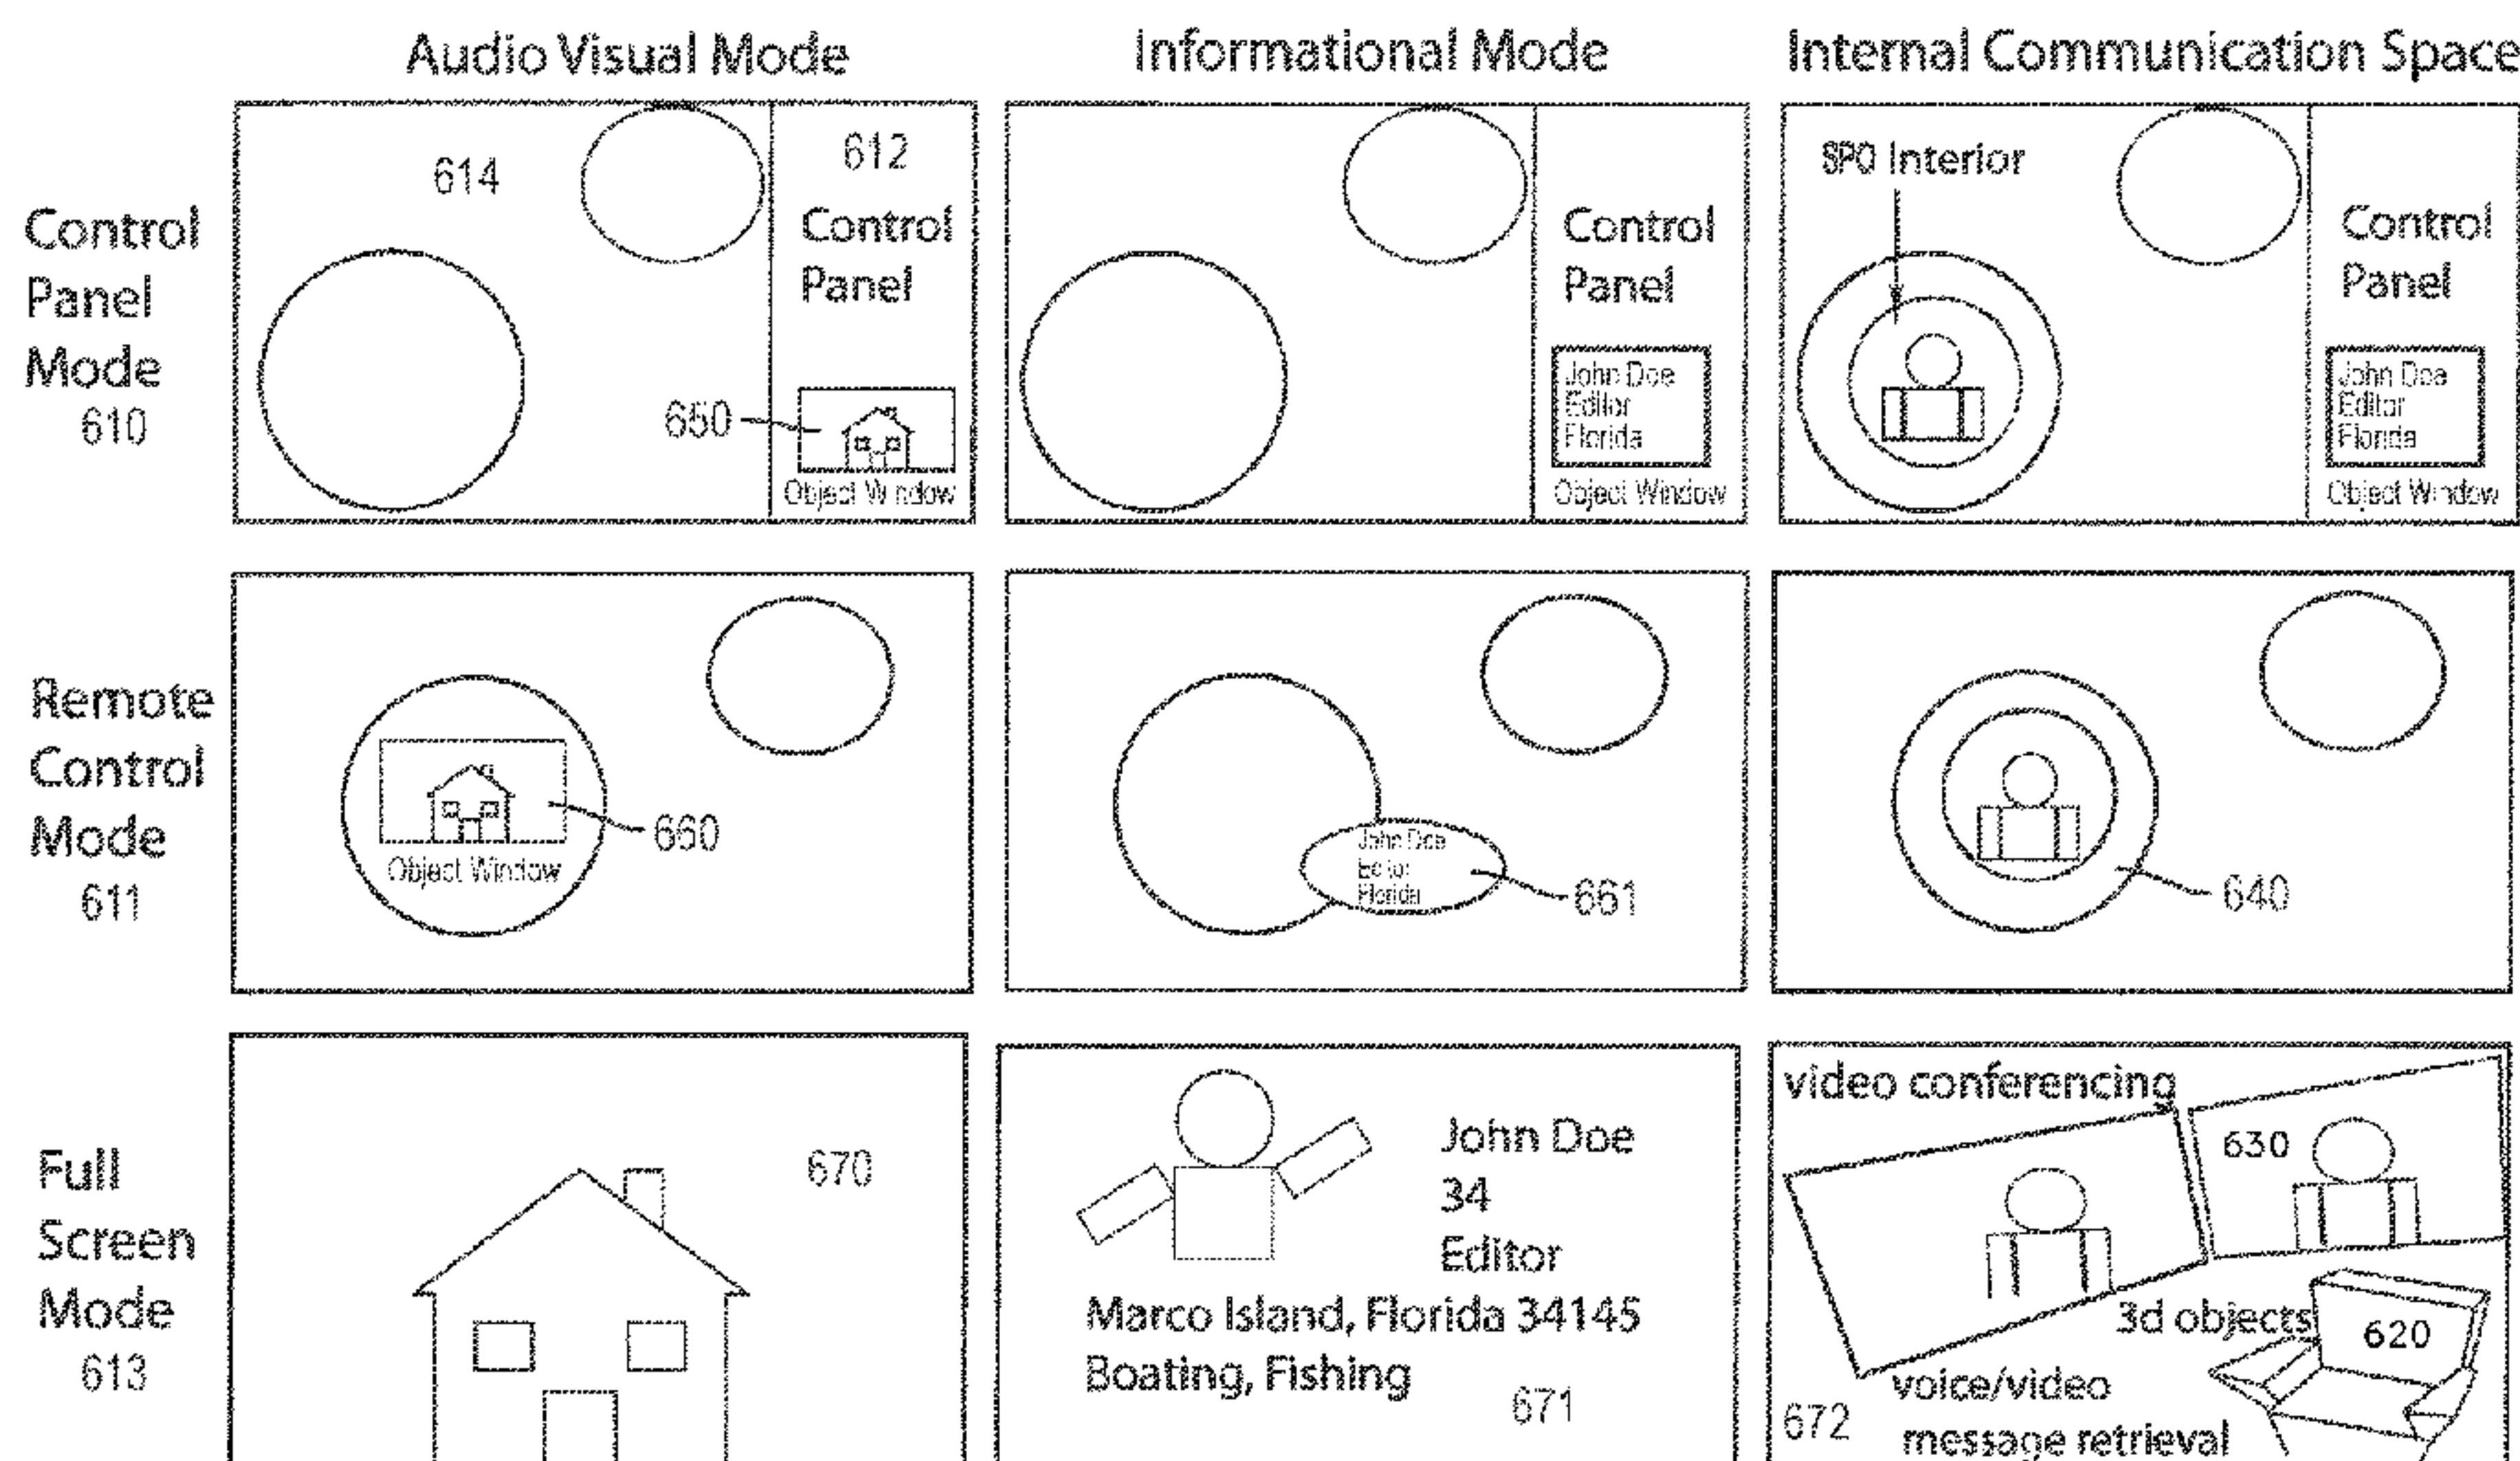 Audio Visual Mode
Informational Mode
Internal Communication Space
Control
Panel
Mode
610
614
612
Control
Panel
650
Object Window
Control
Panel
John Doe
Editor
Florida
Object Window
SPO Interior
Control
Panel
John Doe
Editor
Florida
Object Window
Remote
Control
Mode
611
Object Window
660
John Doe
Editor
Florida
661
640
Full
Screen
Mode
613
670
John Doe
34
Editor
Marco Island, Florida 34145
Boating, Fishing
671
video conferencing
630
3d objects
620
voice/video
message retrieval
672